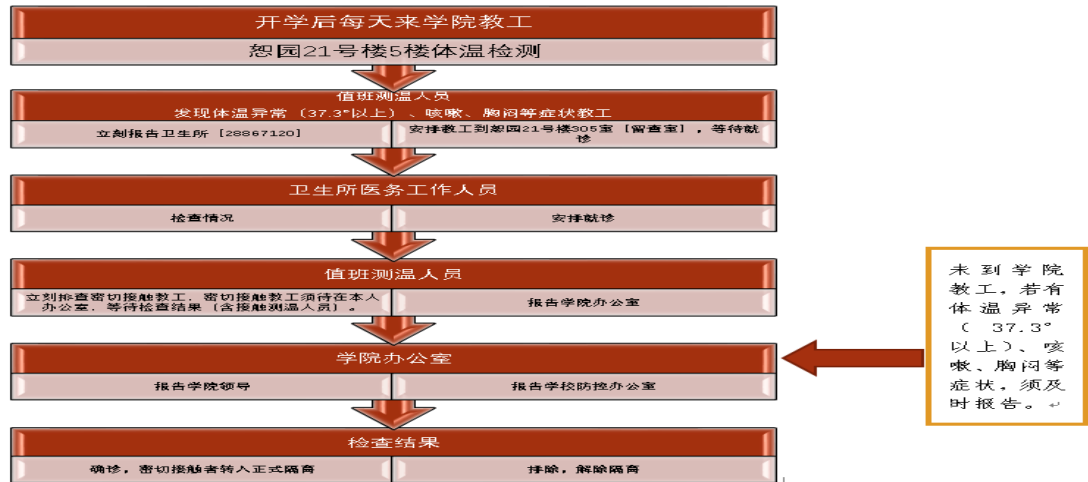 开学后每天来学院教工
恕园21号楼5楼体温检测
值班测温人员
发现体温异常（37.3°以上）、咳嗽、胸闷等症状教工
立刻报告卫生所［28867120］
安排教工到恕园21号楼305室［留查室］，等待就
诊
卫生所医务工作人员
检查情况
安排就诊
值班测温人员
立刻排查密切接触教工，密切接触教工须待在本人
办公室，等待检查结果（含接触测温人员）。
报告学院办公室
学院办公室
报告学院领导
报告学校防控办公室
检查结果
确诊，密切接触者转入正式隔离
排除，解除隔离
未到学院
教工，若有
体温异常
（37.3°
以上）、咳
嗽、胸闷等
症状，须及
时报告。